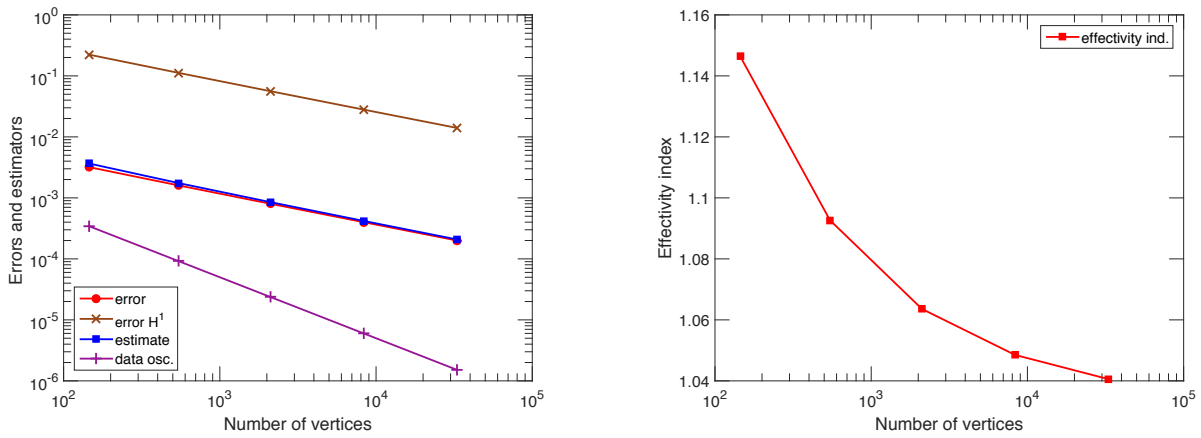 10^0
10^-1
10^-2
10^-3
10^-4
10^-5
10^-6
Errors and estimators
error
error H^1
estimate
data osc.
10^2
10^3
10^4
10^5
Number of vertices
1.16
1.14
1.12
1.1
1.08
1.06
1.04
Effectivity index
effectivity ind.
10^2
10^3
10^4
10^5
Number of vertices